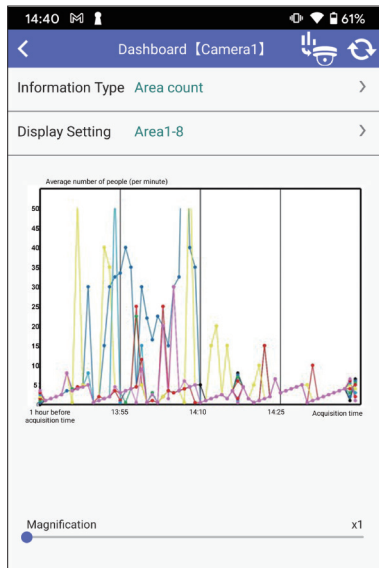 14:40 61%
Dashboard【Camera1】
Information Type Area count
Display Setting Area1-8
Average number of people (per minute)
50
45
40
35
30
25
20
15
10
5
1
1 hour before acquisition time 13:55 14:10 14:25 Acquisition time
Magnification x1